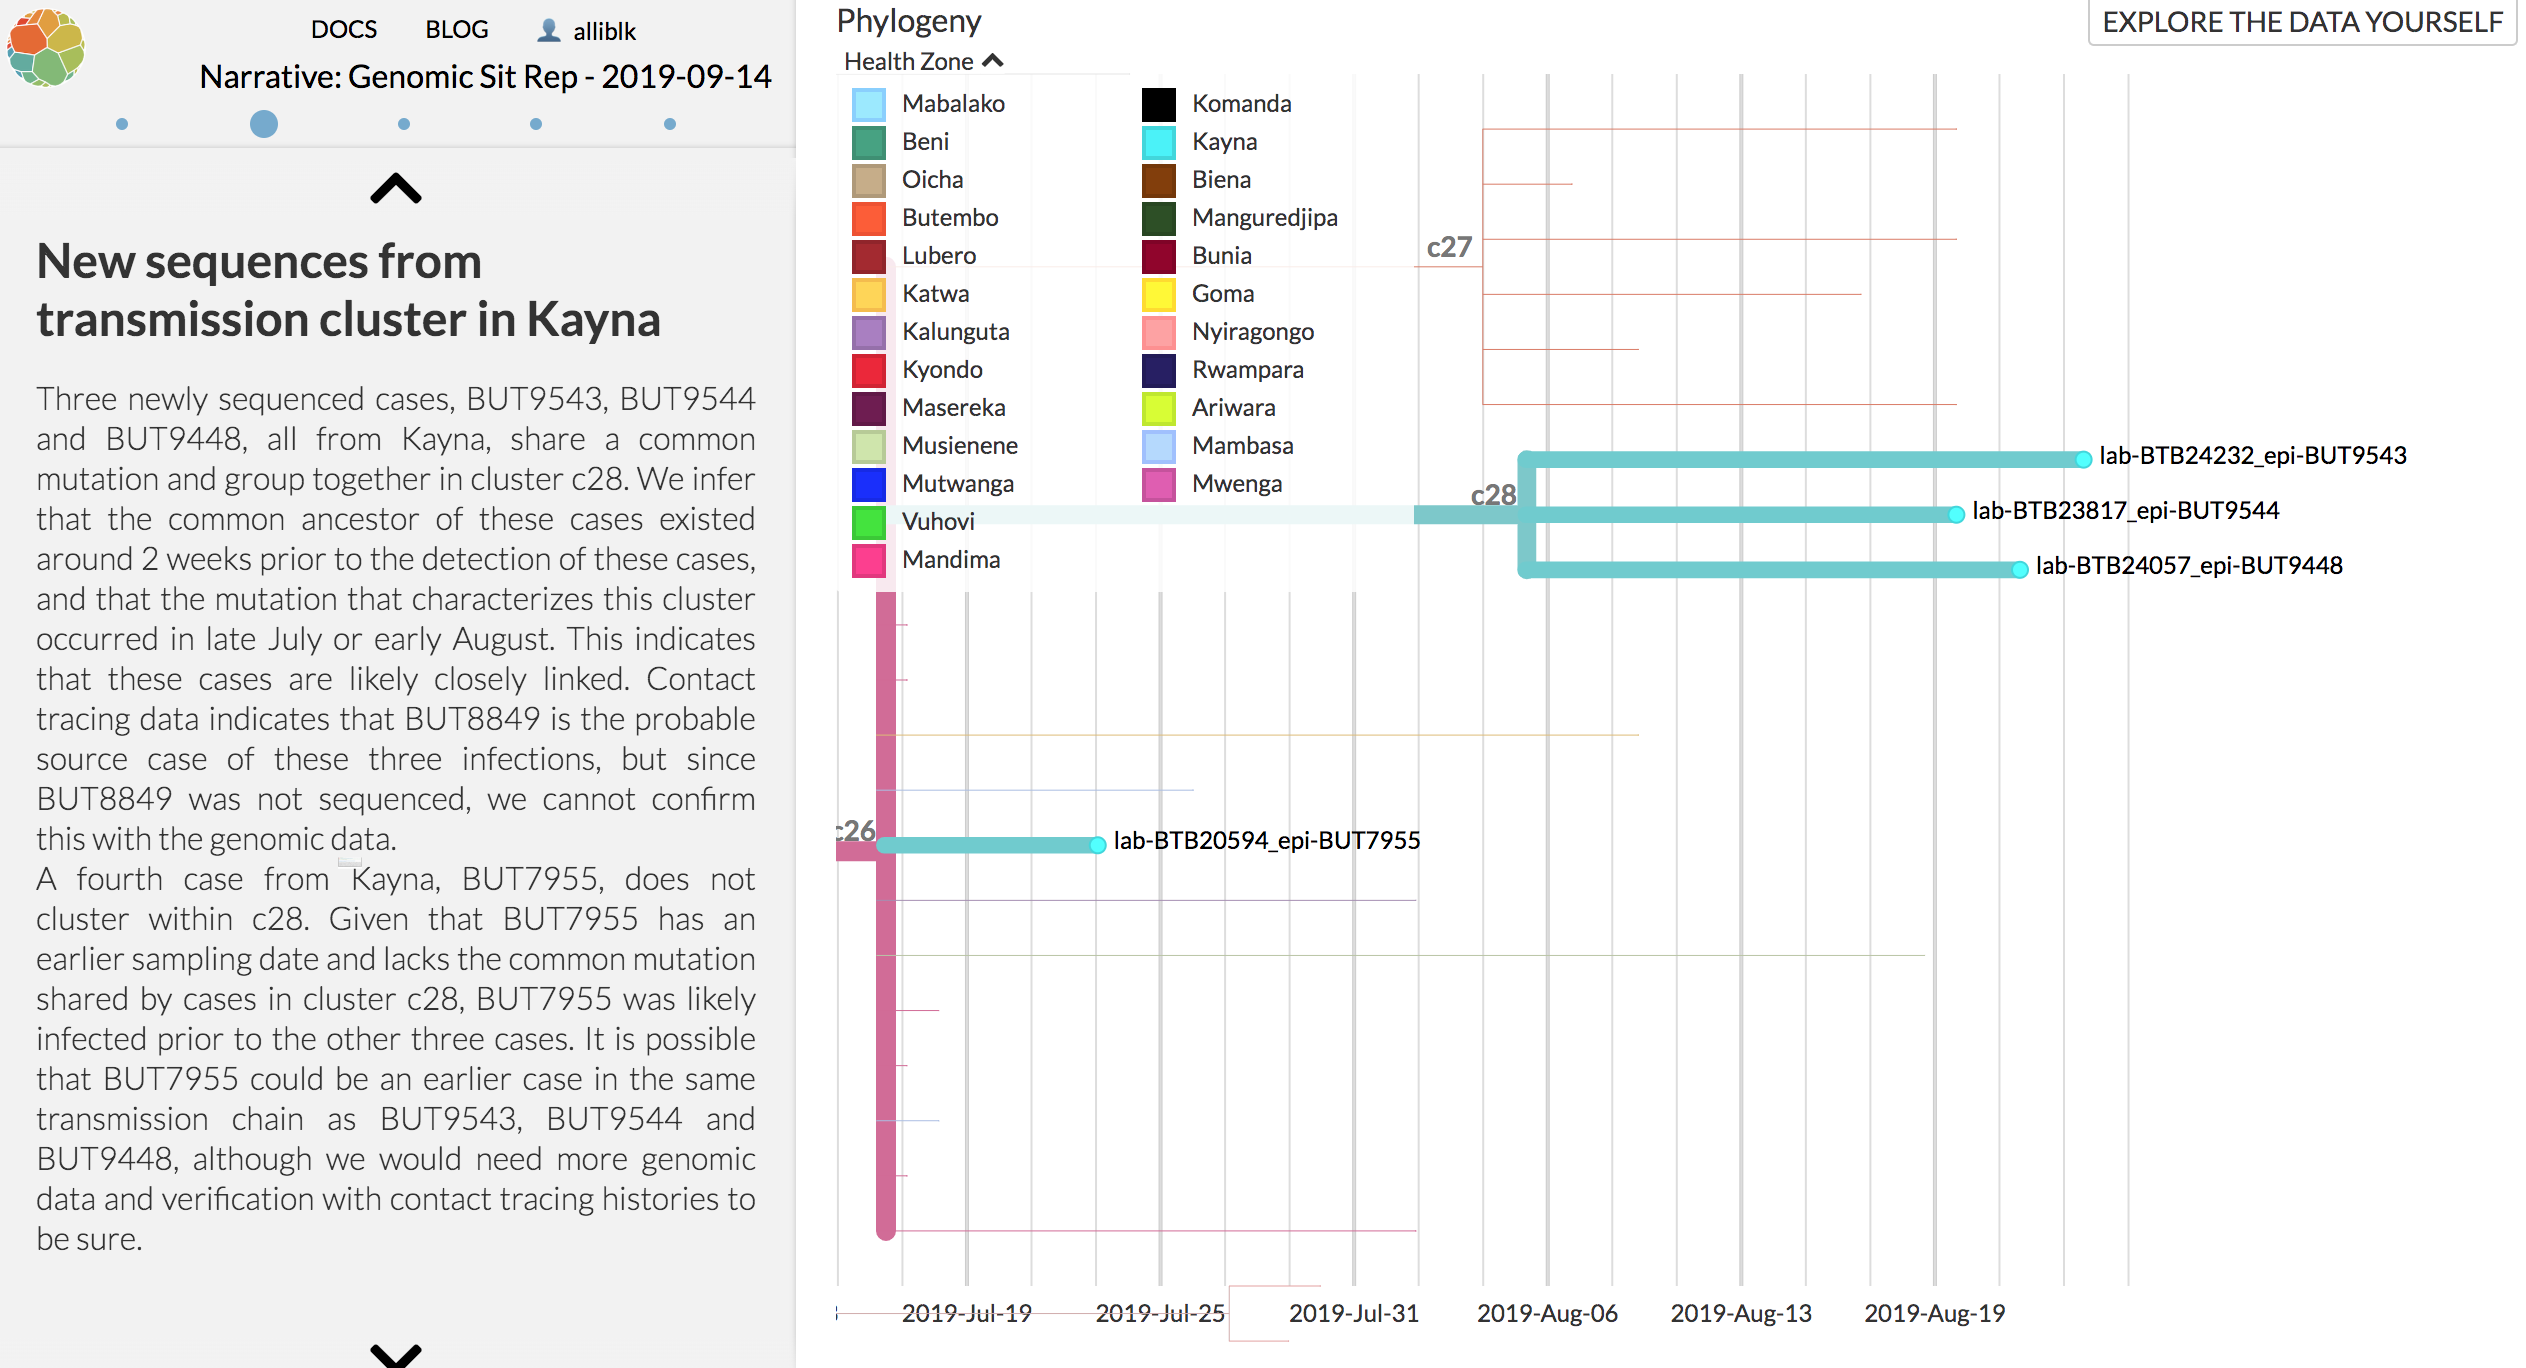 DOCS BLOG alliblk
Narrative: Genomic Sit Rep - 2019-09-14
New sequences from
transmission cluster in Kayna
Three newly sequenced cases, BUT9543, BUT9544
and BUT9448, all from Kayna, share a common
mutation and group together in cluster c28. We infer
that the common ancestor of these cases existed
around 2 weeks prior to the detection of these cases,
and that the mutation that characterizes this cluster
occurred in late July or early August. This indicates
that these cases are likely closely linked. Contact
tracing data indicates that BUT8849 is the probable
source case of these three infections, but since
BUT8849 was not sequenced, we cannot confirm
this with the genomic data.
A fourth case from Kayna, BUT7955, does not
cluster within c28. Given that BUT7955 has an
earlier sampling date and lacks the common mutation
shared by cases in cluster c28, BUT7955 was likely
infected prior to the other three cases. It is possible
that BUT7955 could be an earlier case in the same
transmission chain as BUT9543, BUT9544 and
BUT9448, although we would need more genomic
data and verification with contact tracing histories to
be sure.
Phylogeny
EXPLORE THE DATA YOURSELF
Health Zone
Mabalako
Beni
Oicha
Butembo
Lubero
Katwa
Kalunguta
Kyondo
Masereka
Musienene
Mutwanga
Vuhovi
Mandima
Komanda
Kayna
Biena
Manguredjipa
Bunia
Goma
Nyiragongo
Rwampara
Ariwara
Mambasa
Mwenga
c27
c28
lab-BTB24232_epi-BUT9543
lab-BTB23817_epi-BUT9544
lab-BTB24057_epi-BUT9448
c26
lab-BTB20594_epi-BUT7955
2019-Jul-19 2019-Jul-25 2019-Jul-31 2019-Aug-06 2019-Aug-13 2019-Aug-19